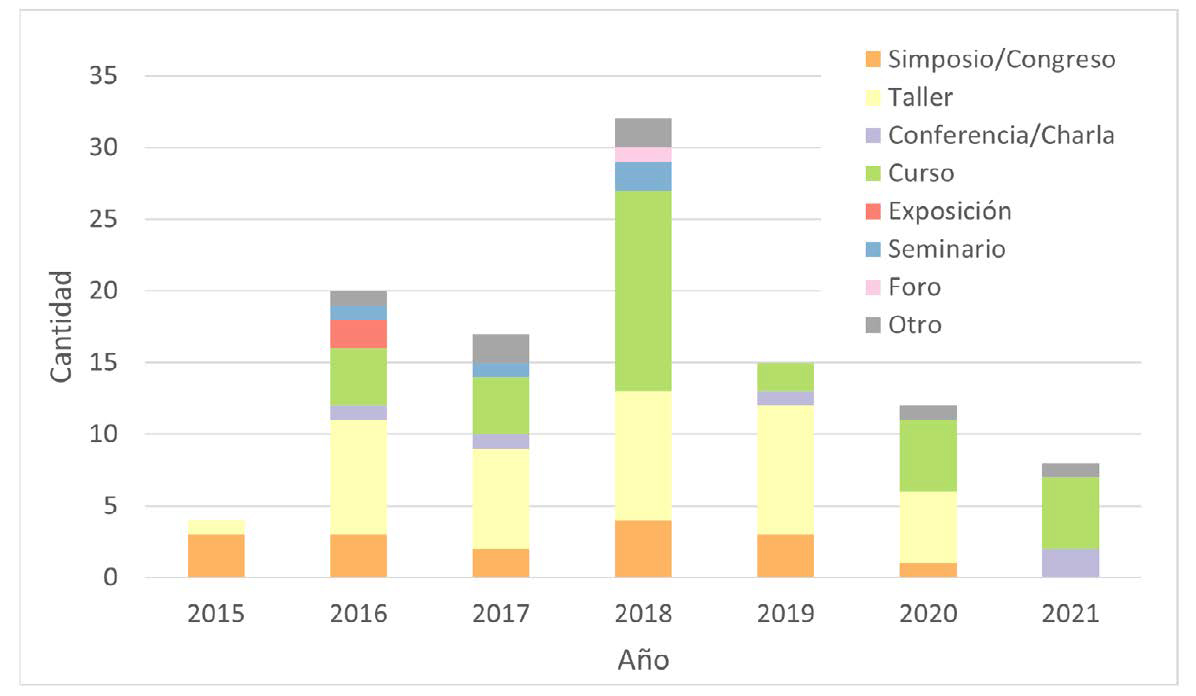 Simposio/Congreso
Taller
Conferencia/Charla
Curso
Exposición
Seminario
Foro
Otro
35
30
25
20
15
10
5
0
Cantidad
2015 2016 2017 2018 2019 2020 2021
Año